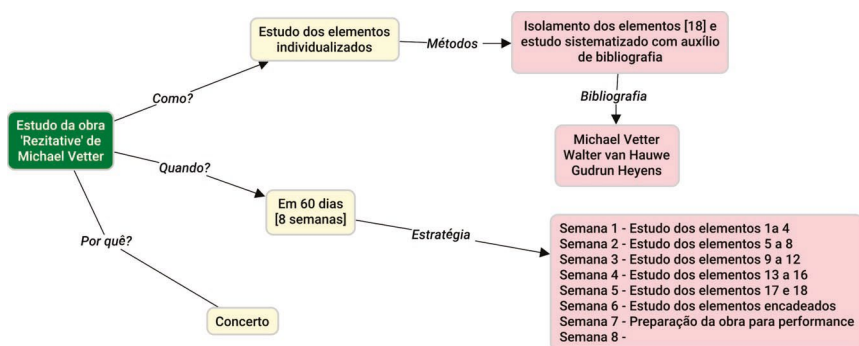 Estudo da obra
'Rezitative' de
Michael Vetter
Como?
Estudo dos elementos
individualizados
Métodos
Isolamento dos elementos [18] e
estudo sistematizado com auxílio
de bibliografia
Bibliografia
Michael Vetter
Walter van Hauwe
Gudrun Heyens
Quando?
Em 60 dias
[8 semanas]
Estratégia
Semana 1 - Estudo dos elementos 1a 4
Semana 2 - Estudo dos elementos 5 a 8
Semana 3 - Estudo dos elementos 9 a 12
Semana 4 - Estudo dos elementos 13 a 16
Semana 5 - Estudo dos elementos 17 e 18
Semana 6 - Estudo dos elementos encadeados
Semana 7 - Preparação da obra para performance
Semana 8 -
Por quê?
Concerto